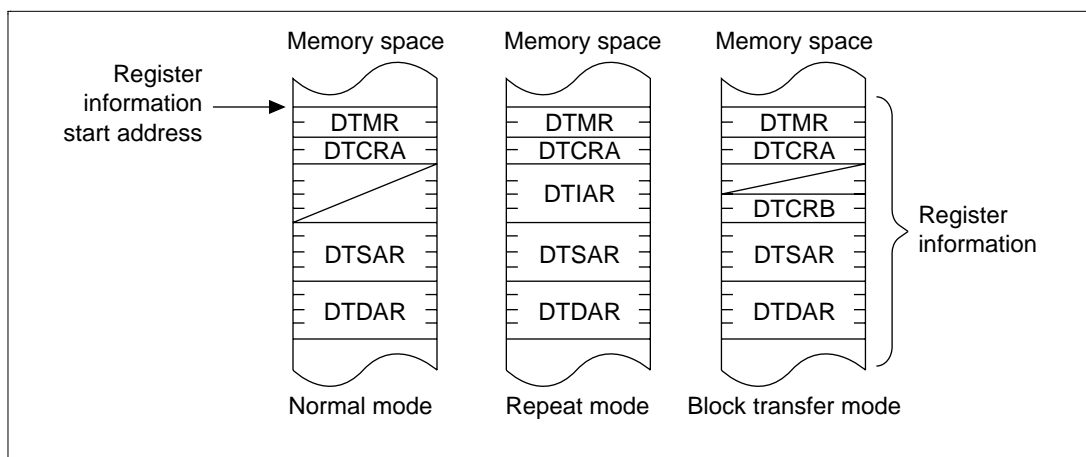 Memory space
Memory space
Memory space
Register
information
start address
DTMR
DTMR
DTMR
DTCRA
DTCRA
DTCRA
DTIAR
DTCRB
DTSAR
DTSAR
DTSAR
DTDAR
DTDAR
DTDAR
Register
information
Normal mode
Repeat mode
Block transfer mode